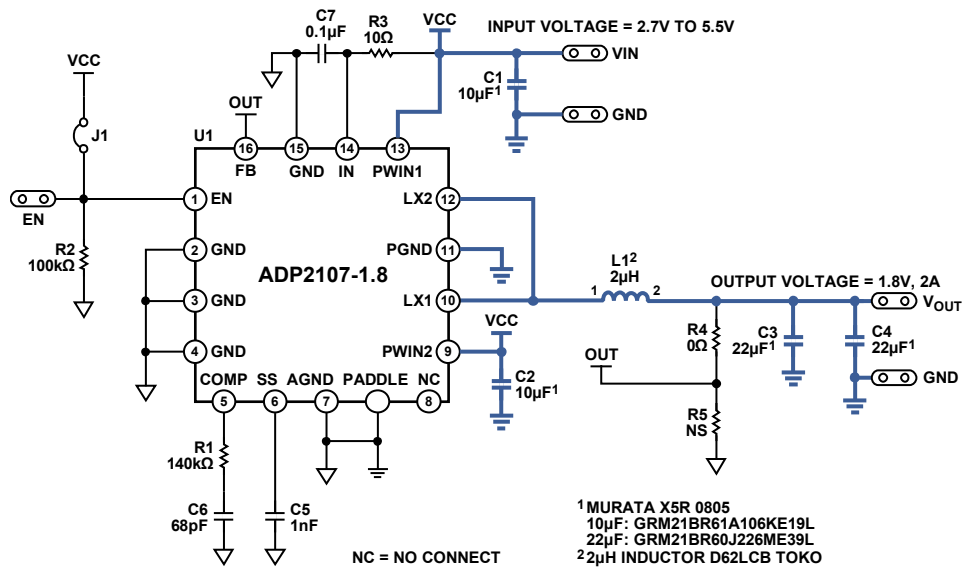 C7
0.1µF
R3
10Ω
VCC
INPUT VOLTAGE = 2.7V TO 5.5V
VIN
C1
10µF¹
GND
VCC
J1
OUT
U1
16
15
14
13
FB
GND
IN
PWIN1
EN
1
EN
LX2
12
R2
100kΩ
2
GND
PGND
11
ADP2107-1.8
3
GND
LX1
10
L1²
2µH
1
2
OUTPUT VOLTAGE = 1.8V, 2A
VOUT
4
GND
PWIN2
9
VCC
C2
10µF¹
R4
0Ω
C3
22µF¹
C4
22µF¹
GND
OUT
R5
NS
COMP
SS
AGND
PADDLE
NC
5
6
7
8
R1
140kΩ
C6
68pF
C5
1nF
NC = NO CONNECT
¹ MURATA X5R 0805
10µF: GRM21BR61A106KE19L
22µF: GRM21BR60J226ME39L
² 2µH INDUCTOR D62LCB TOKO